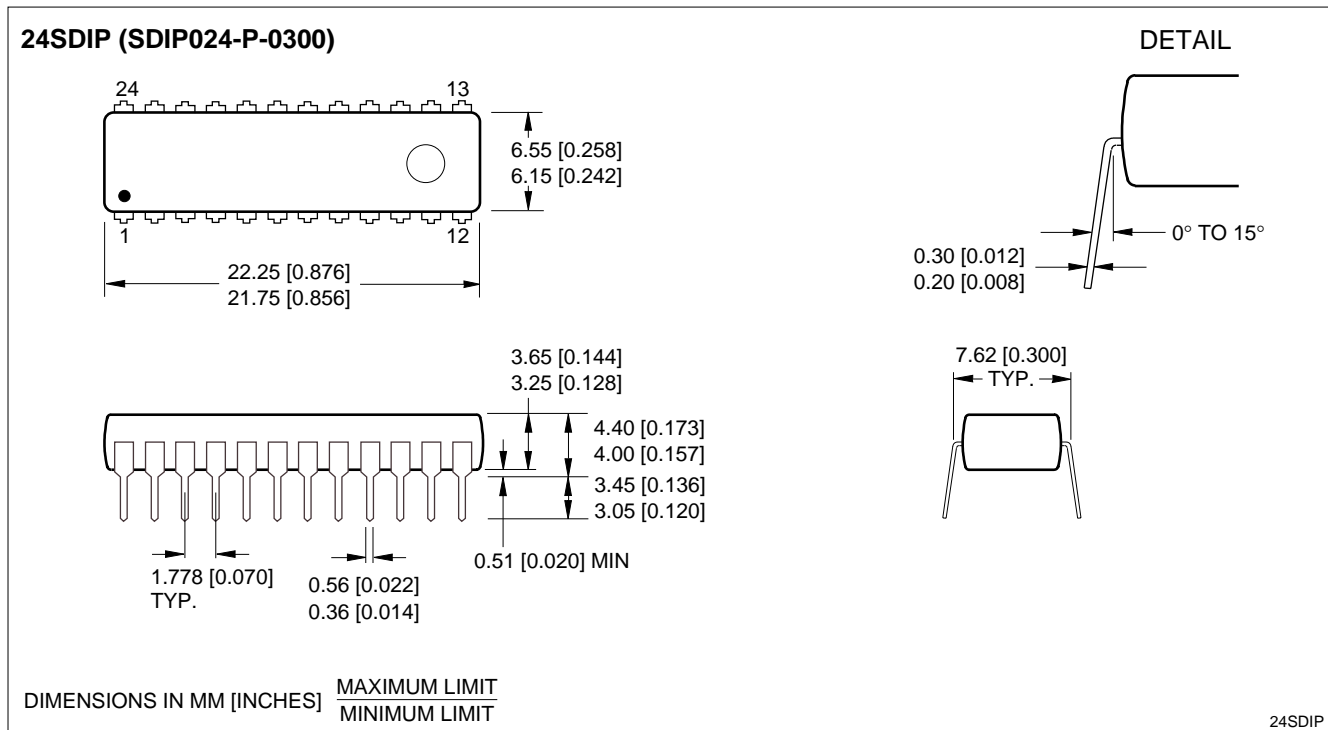 24SDIP (SDIP024-P-0300)
DETAIL
24
13
6.55 [0.258]
6.15 [0.242]
1
12
22.25 [0.876]
21.75 [0.856]
0° TO 15°
0.30 [0.012]
0.20 [0.008]
3.65 [0.144]
3.25 [0.128]
4.40 [0.173]
4.00 [0.157]
3.45 [0.136]
3.05 [0.120]
0.51 [0.020] MIN
1.778 [0.070]
TYP.
0.56 [0.022]
0.36 [0.014]
7.62 [0.300]
TYP.
DIMENSIONS IN MM [INCHES]
MAXIMUM LIMIT
MINIMUM LIMIT
24SDIP